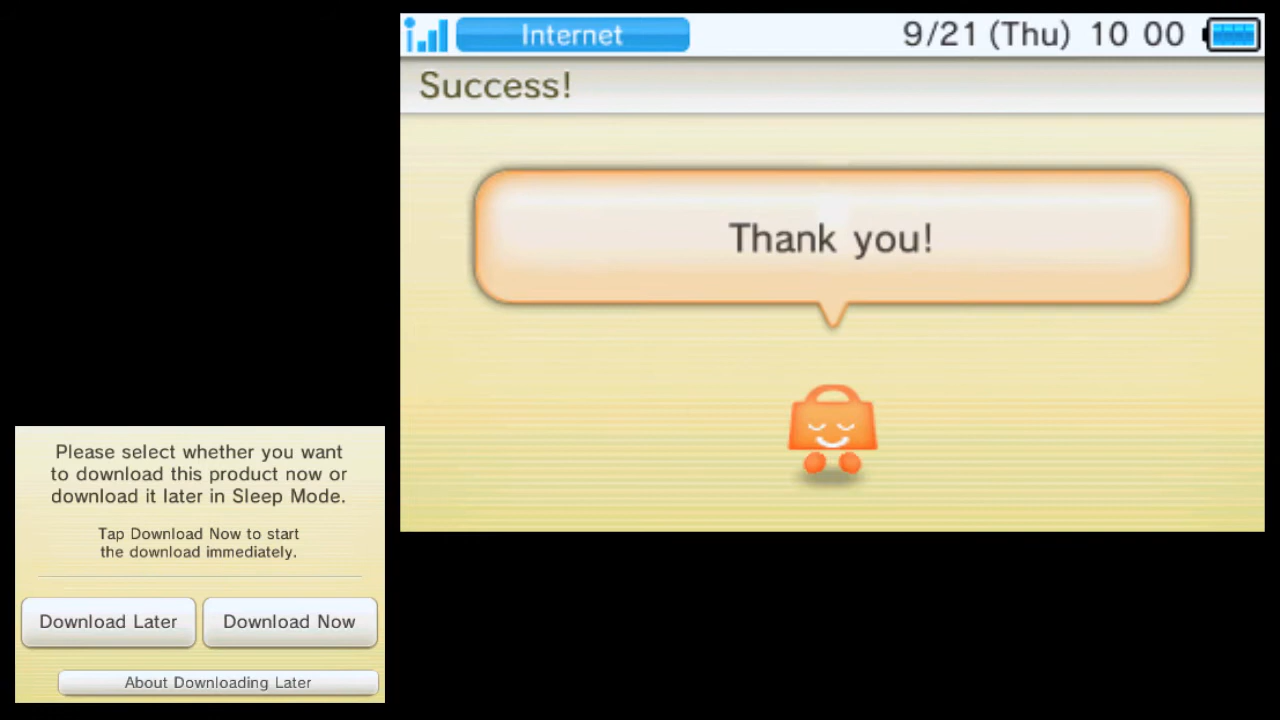 Internet
9/21 (Thu) 10 00
Success!
Thank you!
Please select whether you want
to download this product now or
download it later in Sleep Mode.
Tap Download Now to start
the download immediately.
Download Later
Download Now
About Downloading Later